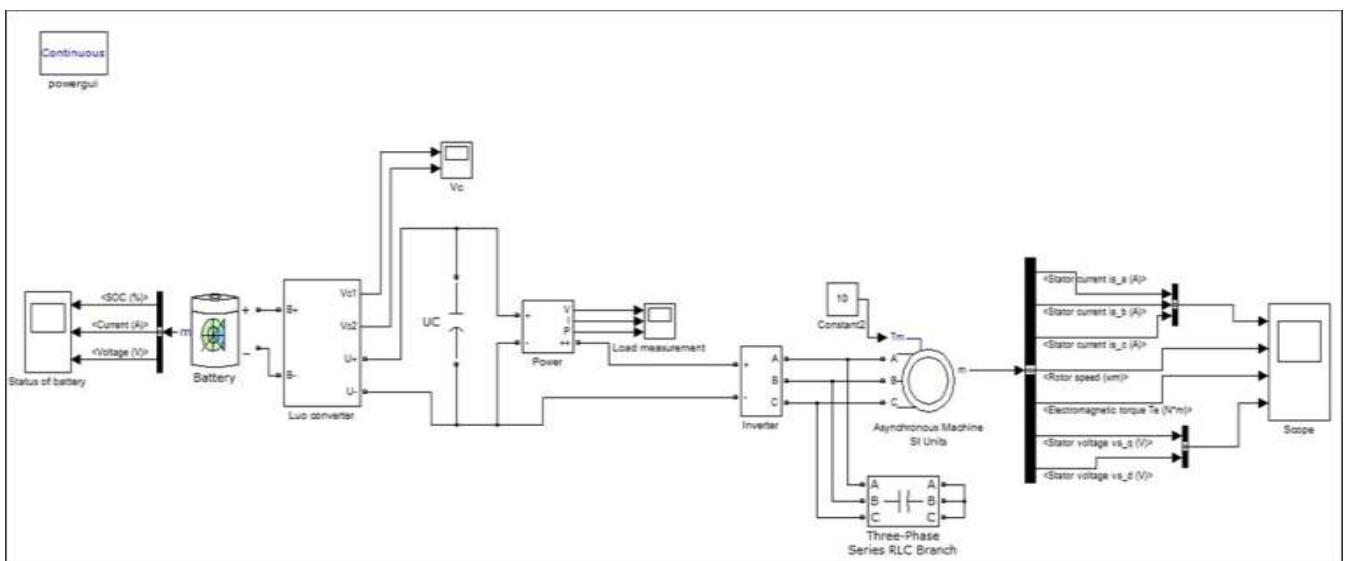 Continuous
powergui
Vc
<SOC (%)>
<Current (A)>
<Voltage (V)>
Status of battery
m
+
−
Battery
B+
B-
Vc1
Vc2
U+
U-
Luo converter
UC
+
-
V
I
P
++
Power
Load measurement
+
-
A
B
C
Inverter
10
Constant2
Tm
A
B
C
m
Asynchronous Machine
SI Units
A
B
C
A
B
C
Three-Phase
Series RLC Branch
<Stator current is_a (A)>
<Stator current is_b (A)>
<Stator current is_c (A)>
<Rotor speed (wm)>
<Electromagnetic torque Te (N*m)>
<Stator voltage vs_q (V)>
<Stator voltage vs_d (V)>
Scope